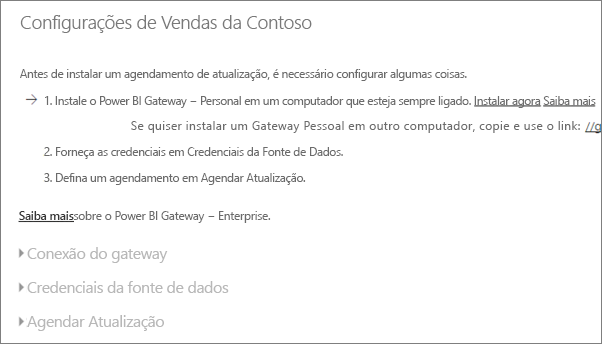 Configurações de Vendas da Contoso
Antes de instalar um agendamento de atualização, é necessário configurar algumas coisas.
1. Instale o Power BI Gateway – Personal em um computador que esteja sempre ligado. Instalar agora Saiba mais
Se quiser instalar um Gateway Pessoal em outro computador, copie e use o link: //g
2. Forneça as credenciais em Credenciais da Fonte de Dados.
3. Defina um agendamento em Agendar Atualização.
Saiba maissobre o Power BI Gateway – Enterprise.
Conexão do gateway
Credenciais da fonte de dados
Agendar Atualização